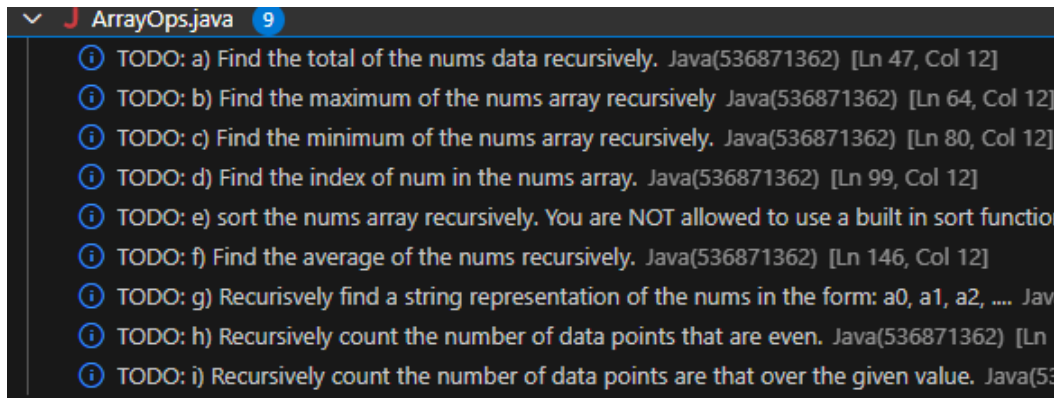 ArrayOps.java 9
TODO: a) Find the total of the nums data recursively. Java(536871362) [Ln 47, Col 12]
TODO: b) Find the maximum of the nums array recursively Java(536871362) [Ln 64, Col 12]
TODO: c) Find the minimum of the nums array recursively. Java(536871362) [Ln 80, Col 12]
TODO: d) Find the index of num in the nums array. Java(536871362) [Ln 99, Col 12]
TODO: e) sort the nums array recursively. You are NOT allowed to use a built in sort functio
TODO: f) Find the average of the nums recursively. Java(536871362) [Ln 146, Col 12]
TODO: g) Recurisvely find a string representation of the nums in the form: a0, a1, a2, .... Jav
TODO: h) Recursively count the number of data points that are even. Java(536871362) [Ln
TODO: i) Recursively count the number of data points are that over the given value. Java(53